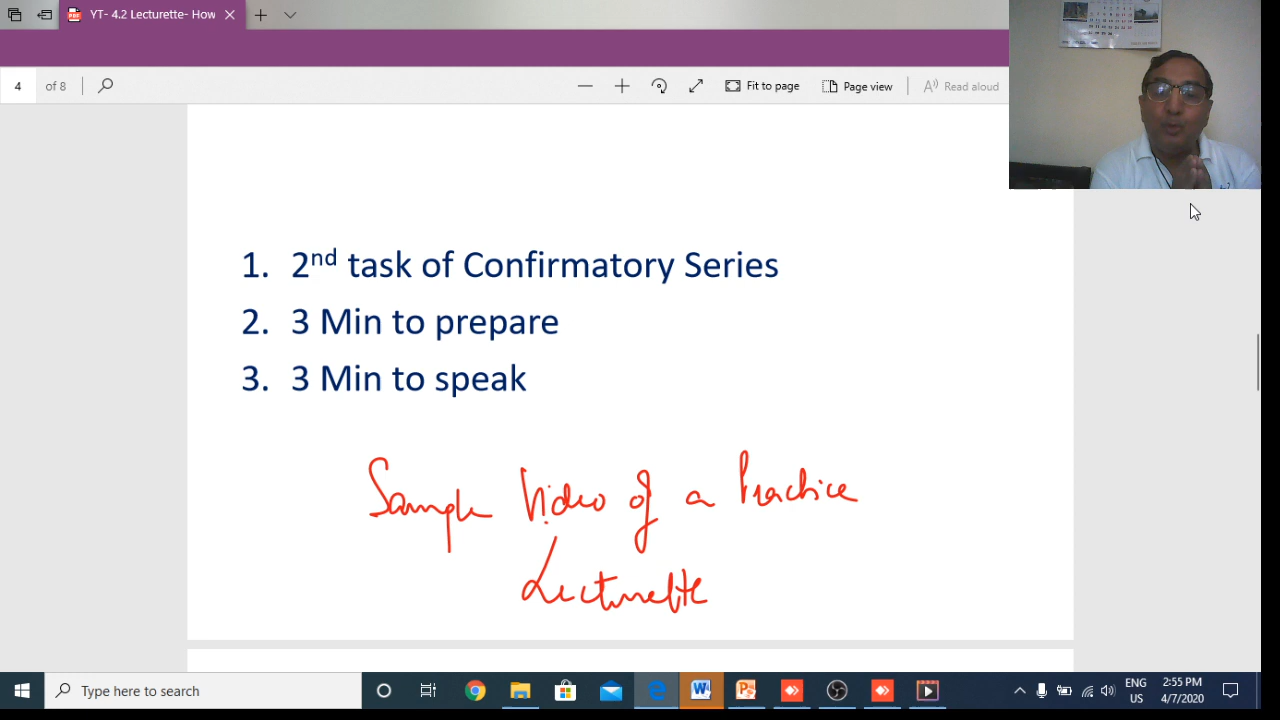 YT- 4.2 Lecturette- How
4 of 8
Fit to page
Page view
Read aloud
1. 2nd task of Confirmatory Series
2. 3 Min to prepare
3. 3 Min to speak
Sample Video of a Practice
Lecturette
Type here to search
ENG
US
2:55 PM
4/7/2020